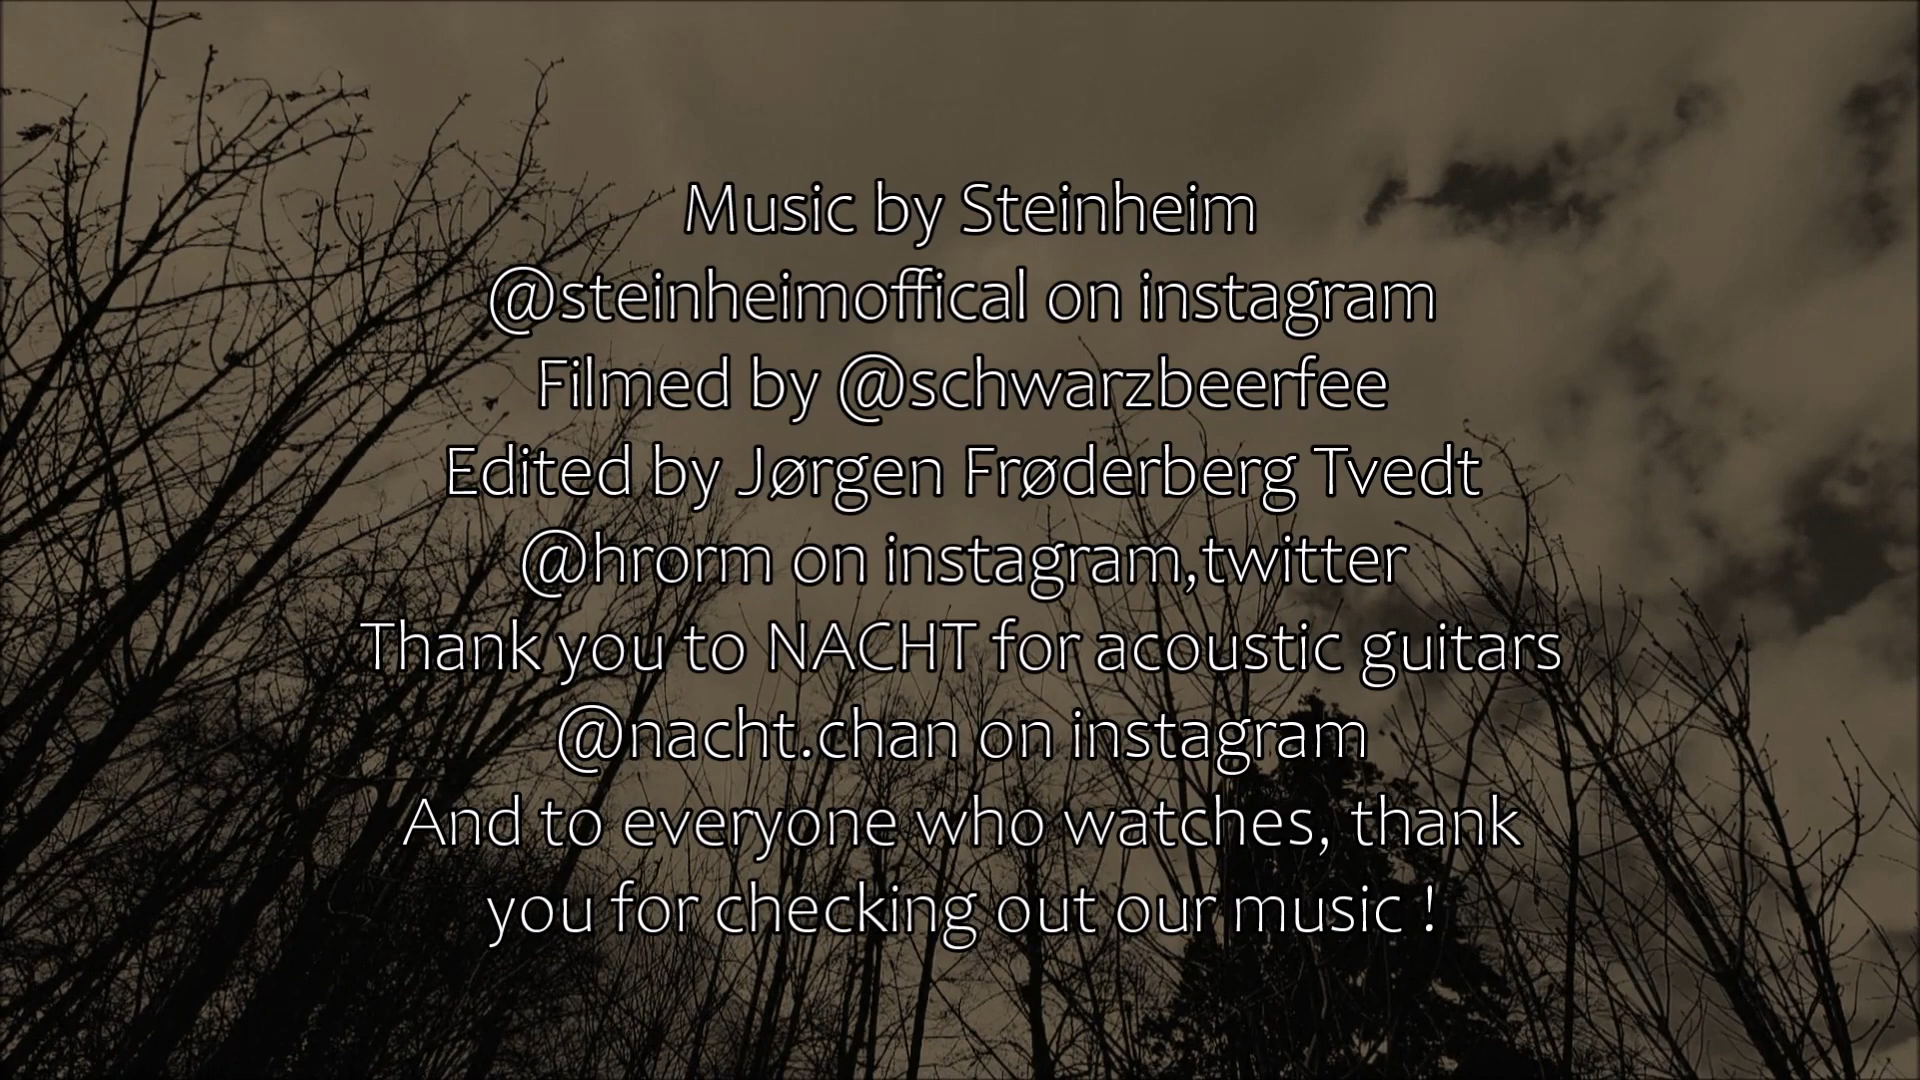 Music by Steinheim
@steinheimoffical on instagram
Filmed by @schwarzbeerfee
Edited by Jørgen Frøderberg Tvedt
@hrorm on instagram,twitter
Thank you to NACHT for acoustic guitars
@nacht.chan on instagram
And to everyone who watches, thank
you for checking out our music !